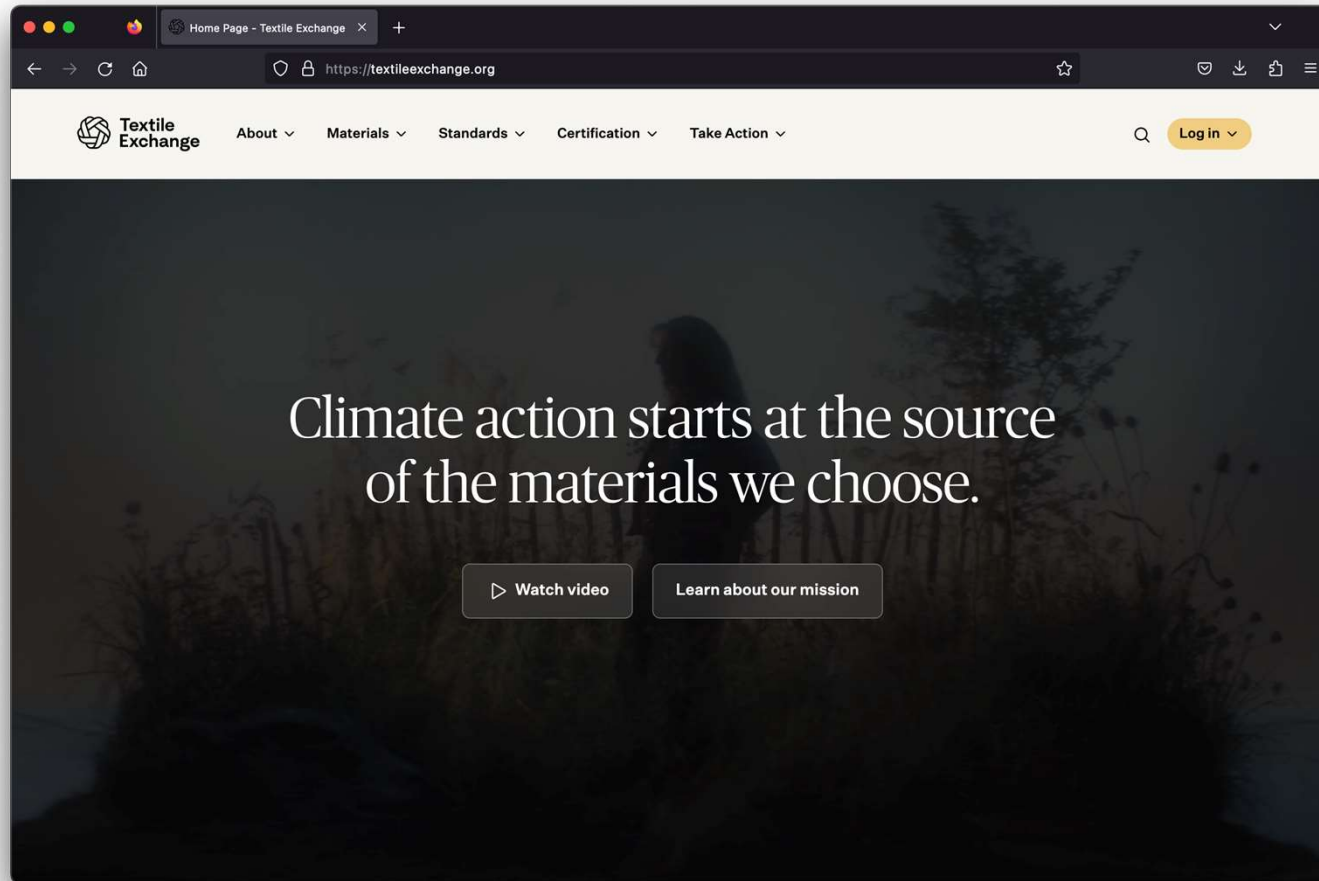 Home Page - Textile Exchange
https://textileexchange.org
Textile
Exchange
About
Materials
Standards
Certification
Take Action
Log in
Climate action starts at the source
of the materials we choose.
Watch video
Learn about our mission